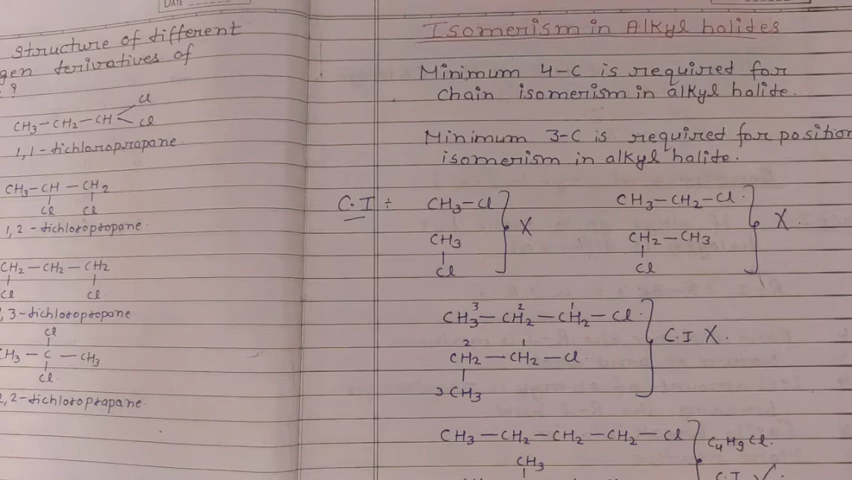 DATE
Structure of different
gen derivatives of
?
Cl
CH3-CH2-CH
Cl
1,1-dichloropropane.
CH3-CH-CH2
Cl Cl
1,2-dichloropropane.
CH2-CH2-CH2
Cl Cl
1,3-dichloropropane
Cl
CH3-C-CH3
Cl
2,2-dichloropropane.
Isomerism in Alkyl halides
Minimum 4-C is required for
chain isomerism in alkyl halide.
Minimum 3-C is required for position
isomerism in alkyl halide.
C.I ÷ CH3-Cl CH3-CH2-Cl
X X.
CH3 CH2-CH3
Cl Cl
3 2 1
CH3-CH2-CH2-Cl
C.I X.
2 1
CH2-CH2-Cl
3CH3
CH3-CH2-CH2-CH2-Cl C4H9Cl.
CH3
C.I ✓